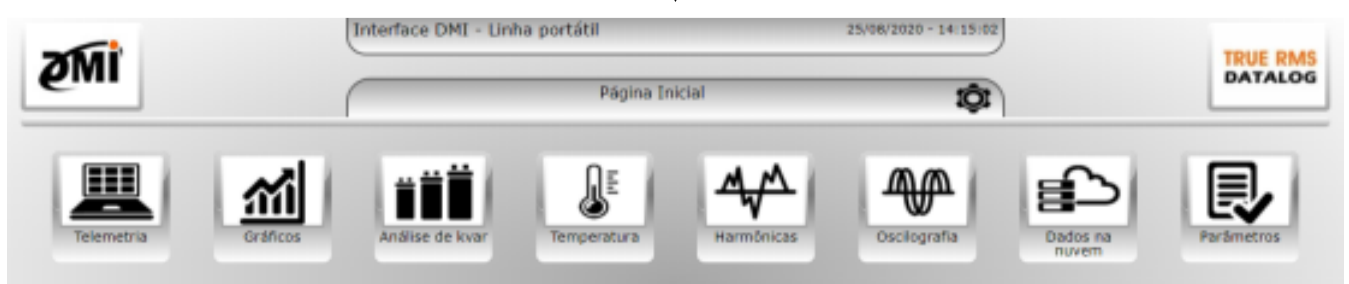 DMI
Interface DMI - Linha portátil
25/08/2020 - 14:15:02
TRUE RMS
DATALOG
Página Inicial
Telemetria
Gráficos
Análise de kvar
Temperatura
Harmônicas
Oscilografia
Dados na
nuvem
Parâmetros